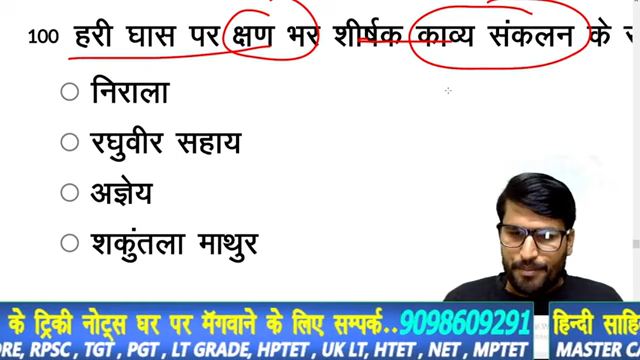 100 हरी घास पर क्षण भर शीर्षक काव्य संकलन के
निराला
रघुवीर सहाय
अज्ञेय
शकुंतला माथुर
के ट्रिकी नोट्स घर पर मॅगवाने के लिए सम्पर्क..9098609291 हिन्दी साहि
ORE, RPSC , TGT , PGT , LT GRADE, HPTET , UK LT, HTET , NET , MPTET MASTER C